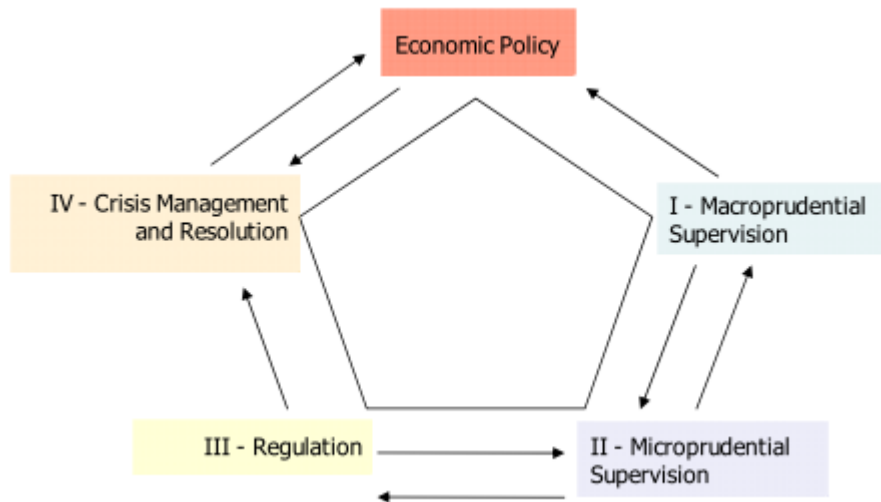 Economic Policy
IV - Crisis Management
and Resolution
I - Macroprudential
Supervision
III - Regulation
II - Microprudential
Supervision